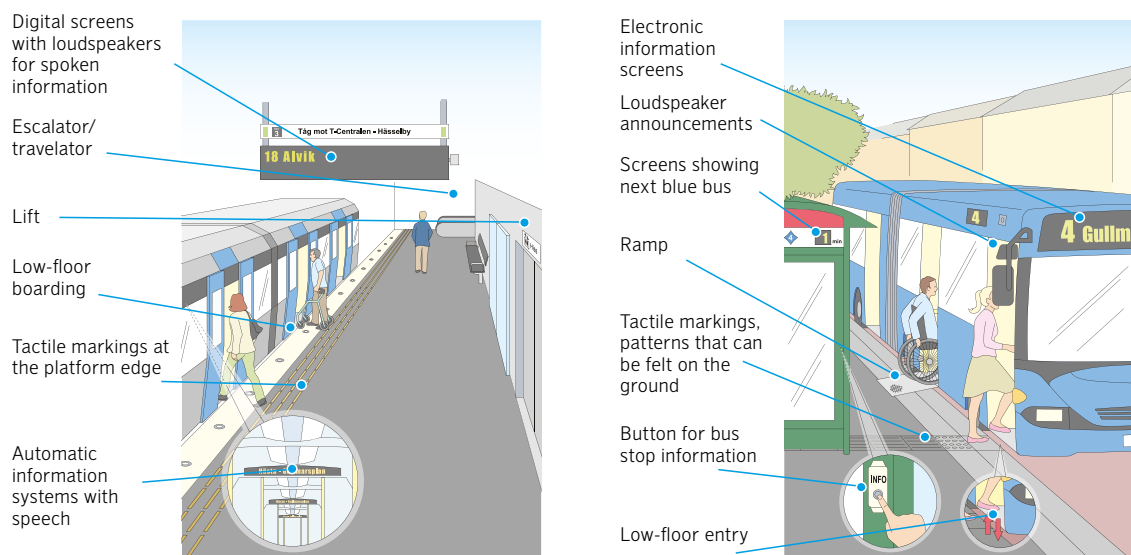 Digital screens
with loudspeakers
for spoken
information
Escalator/
travelator
Lift
Low-floor
boarding
Tactile markings at
the platform edge
Automatic
information
systems with
speech
Tåg mot T-Centralen - Hässelby
18 Alvik
Electronic
information
screens
Loudspeaker
announcements
Screens showing
next blue bus
Ramp
Tactile markings,
patterns that can
be felt on the
ground
Button for bus
stop information
Low-floor entry
4
4 Gullm
4
1 min
INFO